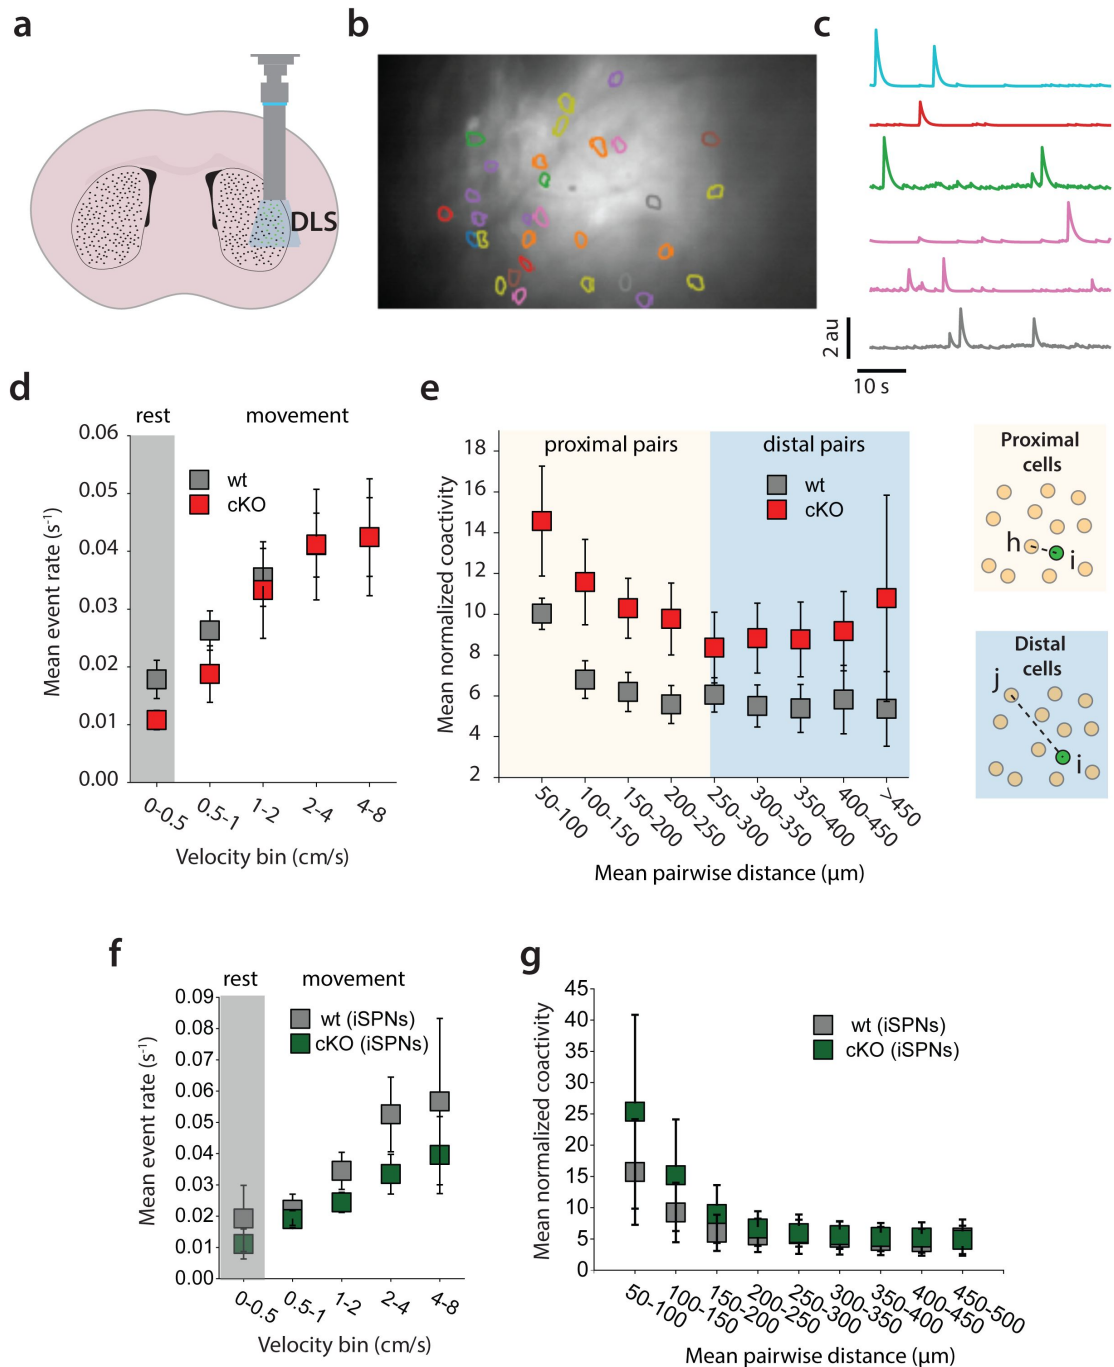 a
b
c
DLS
2 au
10 s
d
rest
movement
0.06
0.05
0.04
0.03
0.02
0.01
0.00
Mean event rate (s⁻¹)
wt
cKO
0-0.5
0.5-1
1-2
2-4
4-8
Velocity bin (cm/s)
e
proximal pairs
distal pairs
18
16
14
12
10
8
6
4
2
Mean normalized coactivity
wt
cKO
50-100
100-150
150-200
200-250
250-300
300-350
350-400
400-450
>450
Mean pairwise distance (µm)
Proximal
cells
h
i
Distal
cells
j
i
f
rest
movement
0.09
0.08
0.07
0.06
0.05
0.04
0.03
0.02
0.01
0.00
Mean event rate (s⁻¹)
wt (iSPNs)
cKO (iSPNs)
0-0.5
0.5-1
1-2
2-4
4-8
Velocity bin (cm/s)
g
45
40
35
30
25
20
15
10
5
0
Mean normalized coactivity
wt (iSPNs)
cKO (iSPNs)
50-100
100-150
150-200
200-250
250-300
300-350
350-400
400-450
450-500
Mean pairwise distance (µm)